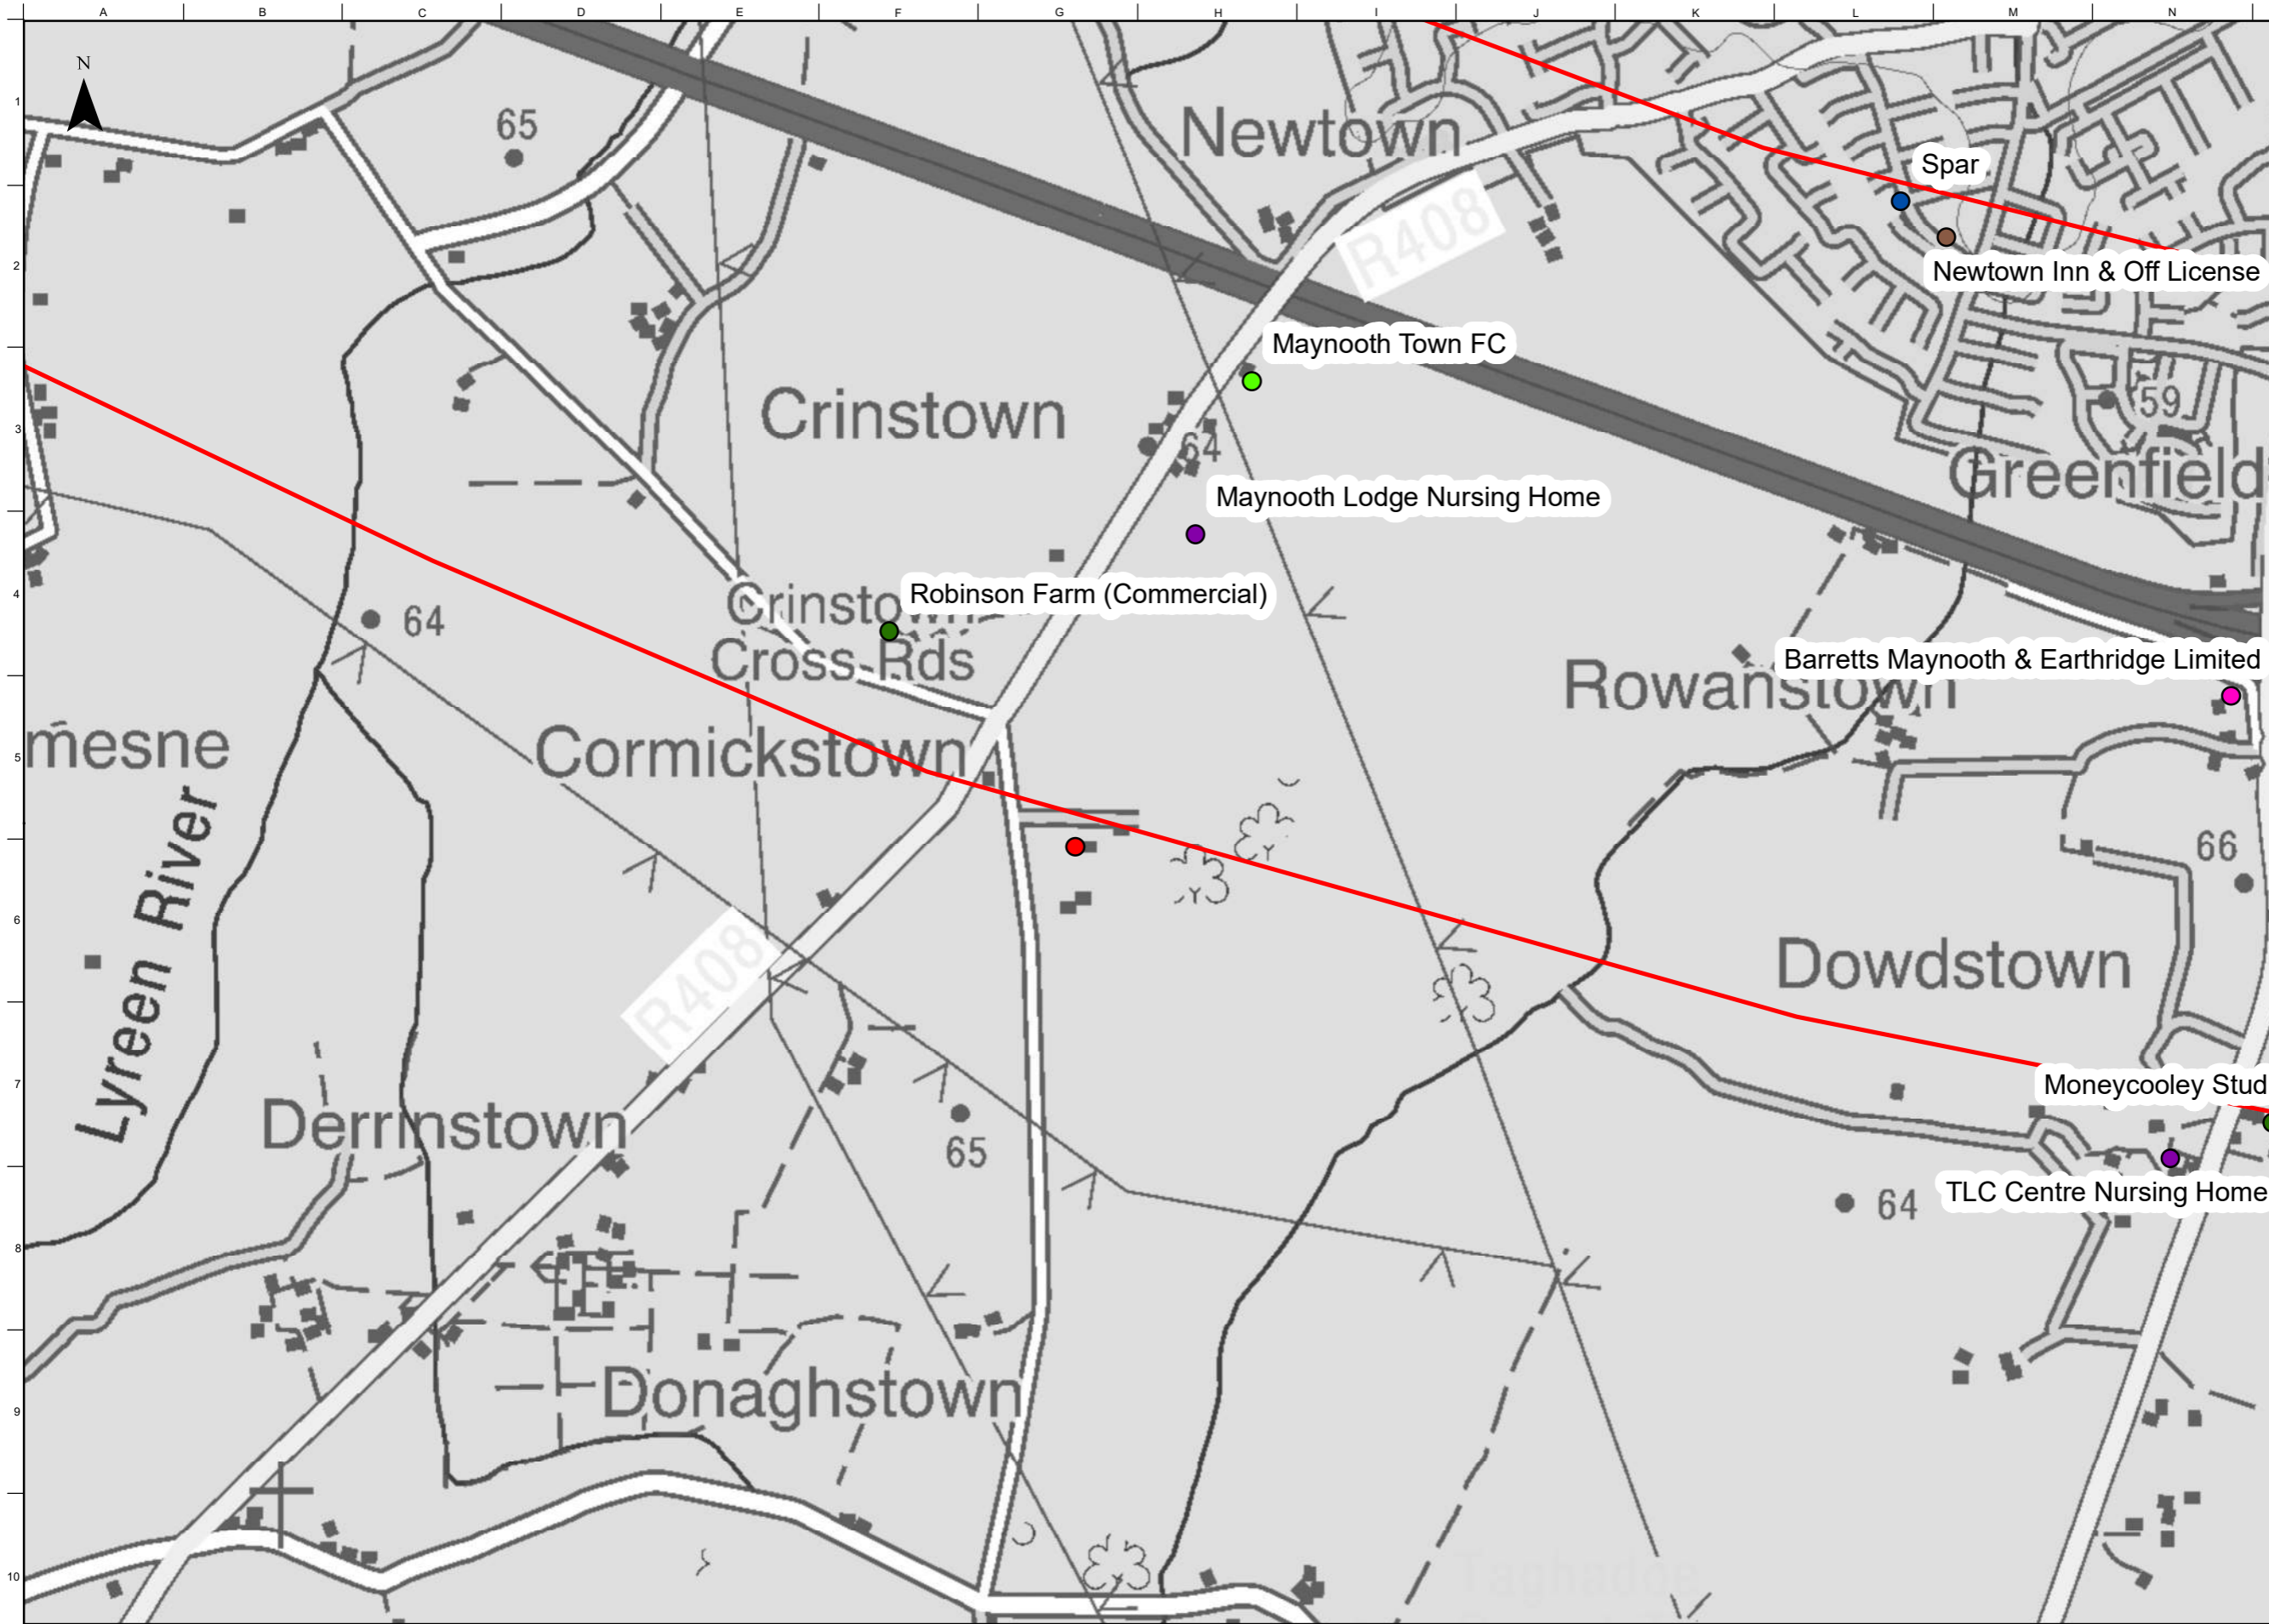 A B C D E F G H I J K L M N
N
1
65
Newtown
Spar
R408
2
Newtown Inn & Off License
Maynooth Town FC
Crinstown
59
3
64
Greenfield
Maynooth Lodge Nursing Home
4
Robinson Farm (Commercial)
64
Crinstown
Cross Rds
Barretts Maynooth & Earthridge Limited
Rowanstown
mesne
Cormickstown
5
66
Lyreen River
6
R408
Dowdstown
7
Moneycooley Stud
Derrinstown
65
TLC Centre Nursing Home
64
8
Donaghstown
9
10
Taghadoe